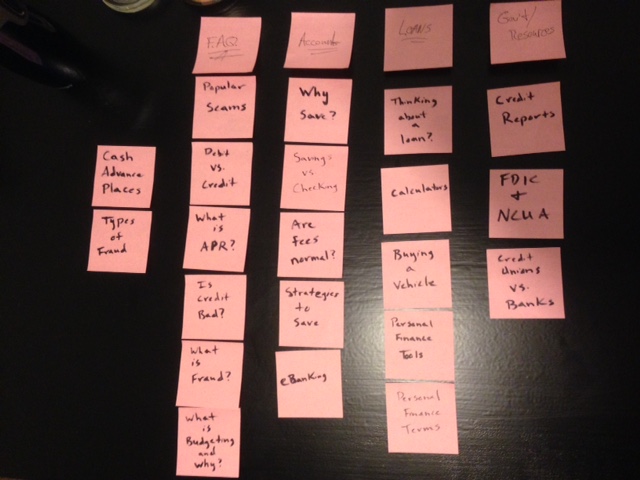 Cash
Advance
Places
Types
of
Fraud
FAQ
Popular
Scams
Debit
vs.
Credit
What
is
APR?
Is
Credit
Bad?
What
is
Fraud?
What
is
Budgeting
and
Why?
Account
Why
Save?
Savings
vs
Checking
Are
fees
normal?
Strategies
to
Save
eBanking
Loans
Thinking
about
a
loan?
Calculators
Buying
a
Vehicle
Personal
Finance
Tools
Personal
Finance
Terms
Gov't/
Resources
Credit
Reports
FDIC
+
NCUA
Credit
Unions
vs.
Banks